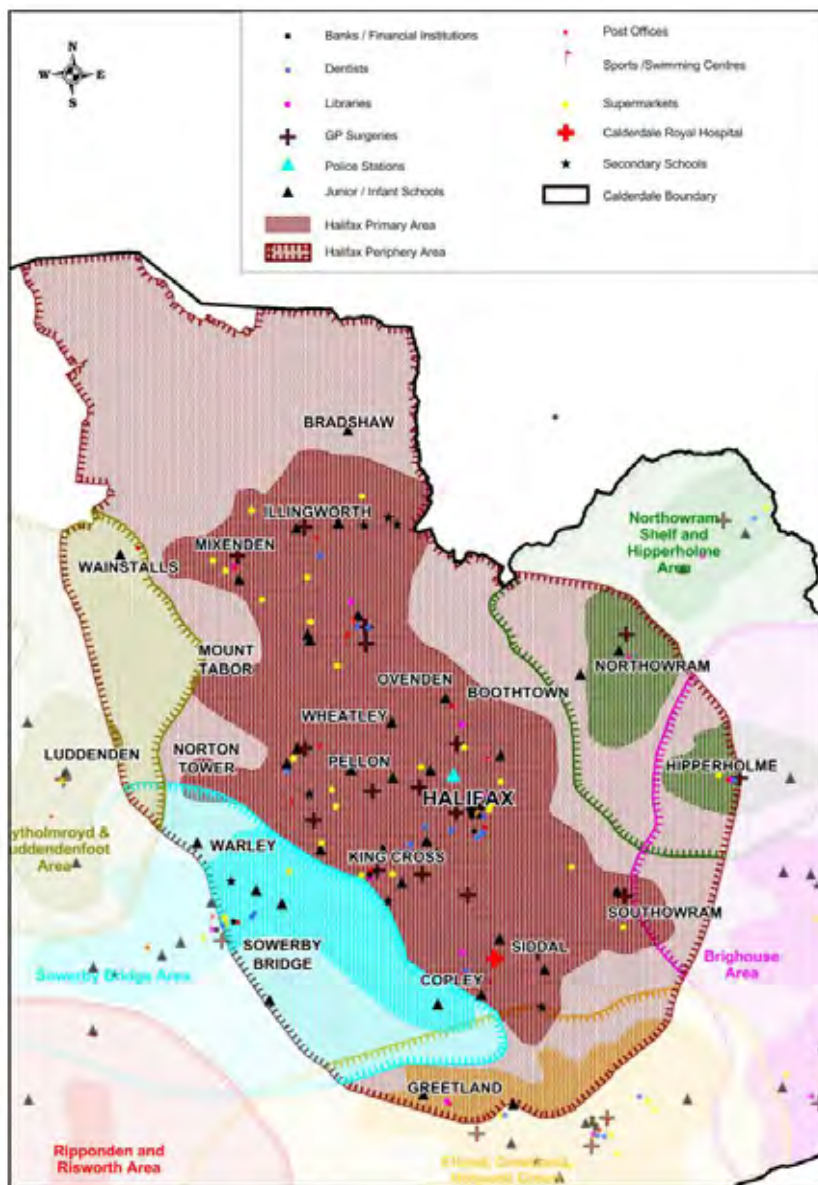 N
W E
S
Banks / Financial Institutions
Dentists
Libraries
GP Surgeries
Police Stations
Junior / Infant Schools
Halifax Primary Area
Halifax Periphery Area
Post Offices
Sports /Swimming Centres
Supermarkets
Calderdale Royal Hospital
Secondary Schools
Calderdale Boundary
BRADSHAW
ILLINGWORTH
MIXENDEN
WAINSTALLS
Northowram
Shelf and
Hipperholme
Area
MOUNT
TABOR
NORTHOWRAM
OVENDEN
BOOTHTOWN
WHEATLEY
LUDDENDEN
NORTON
TOWER
PELLON
HIPPERHOLME
HALIFAX
ytholmroyd &
uddendenfoot
Area
WARLEY
KING CROSS
SOUTHOWRAM
SOWERBY
BRIDGE
SIDDAL
Sowerby Bridge Area
COPLEY
Brighouse
Area
GREETLAND
Ripponden and
Risworth Area